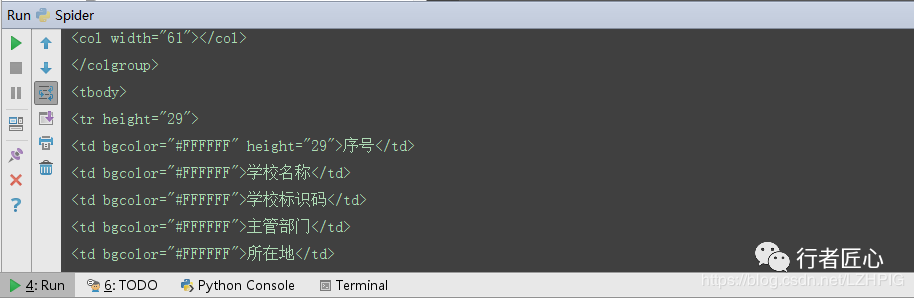 Run Spider
<col width="61"></col>
</colgroup>
<tbody>
<tr height="29">
<td bgcolor="#FFFFFF" height="29">序号</td>
<td bgcolor="#FFFFFF">学校名称</td>
<td bgcolor="#FFFFFF">学校标识码</td>
<td bgcolor="#FFFFFF">主管部门</td>
<td bgcolor="#FFFFFF">所在地</td>
行者匠心
https://blog.csdn.net/LZHPIG
4: Run 6: TODO Python Console Terminal